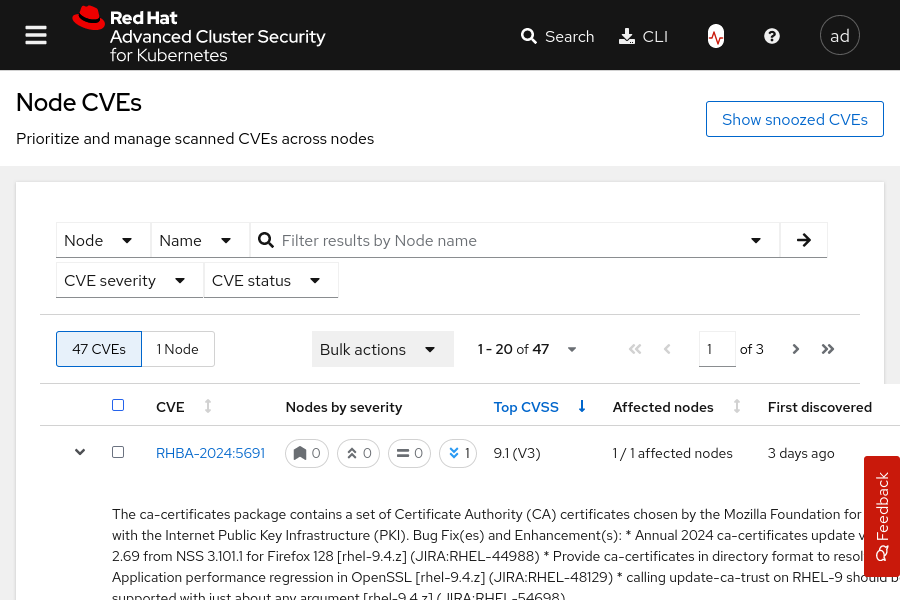 Red Hat
Advanced Cluster Security
for Kubernetes
Search
CLI
ad
Node CVEs
Prioritize and manage scanned CVEs across nodes
Show snoozed CVEs
Node
Name
Filter results by Node name
CVE severity
CVE status
47 CVEs
1 Node
Bulk actions
1 - 20 of 47
1
of 3
CVE
Nodes by severity
Top CVSS
Affected nodes
First discovered
RHBA-2024:5691
0
0
0
1
9.1 (V3)
1 / 1 affected nodes
3 days ago
The ca-certificates package contains a set of Certificate Authority (CA) certificates chosen by the Mozilla Foundation for
with the Internet Public Key Infrastructure (PKI). Bug Fix(es) and Enhancement(s): * Annual 2024 ca-certificates update
2.69 from NSS 3.101.1 for Firefox 128 [rhel-9.4.z] (JIRA:RHEL-44988) * Provide ca-certificates in directory format to
Application performance regression in OpenSSL [rhel-9.4.z] (JIRA:RHEL-48129) * calling update-ca-trust on RHEL-9 should
supported with just about any argument [rhel-9.4.z] (JIRA:RHEL-54698)
Feedback